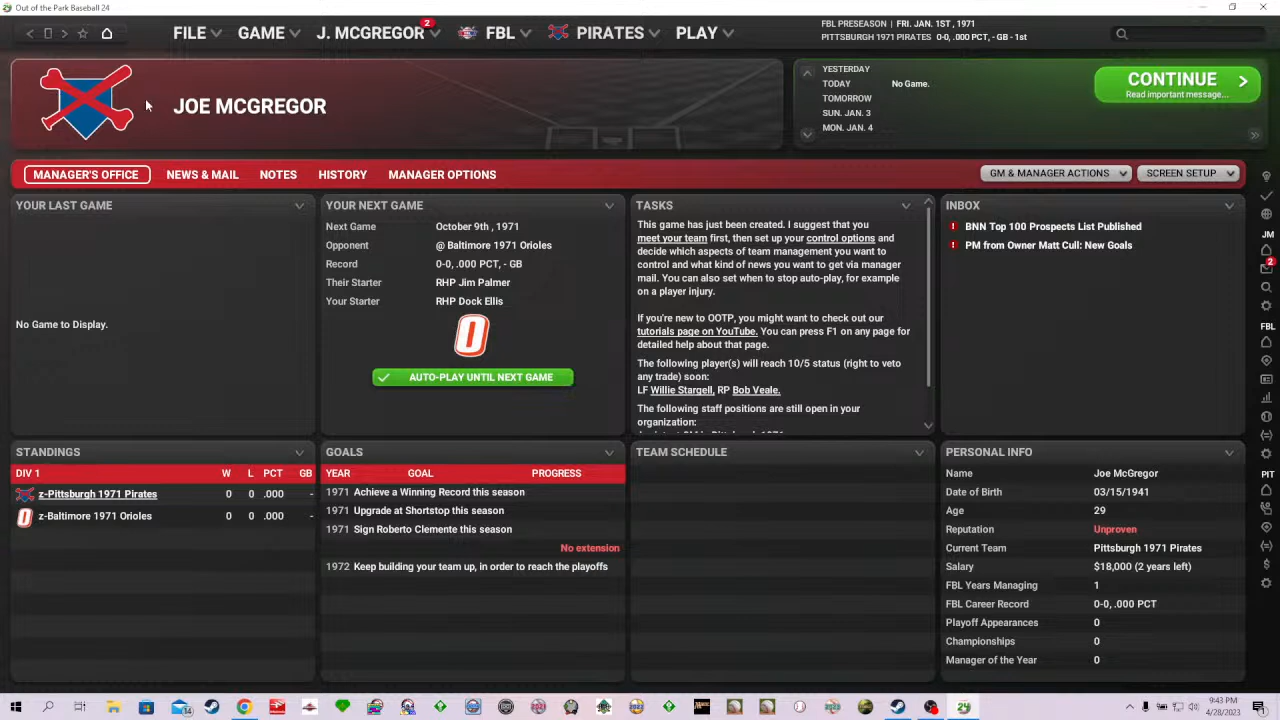 Out of the Park Baseball 24
FILE GAME J. MCGREGOR 2 FBL PIRATES PLAY
FBL PRESEASON | FRI. JAN. 1ST , 1971
PITTSBURGH 1971 PIRATES 0-0, .000 PCT, - GB - 1st
JOE MCGREGOR
YESTERDAY
TODAY No Game.
TOMORROW
SUN. JAN. 3
MON. JAN. 4
CONTINUE
Read important message...
MANAGER'S OFFICE NEWS & MAIL NOTES HISTORY MANAGER OPTIONS
GM & MANAGER ACTIONS SCREEN SETUP
YOUR LAST GAME
No Game to Display.
YOUR NEXT GAME
Next Game October 9th , 1971
Opponent @ Baltimore 1971 Orioles
Record 0-0, .000 PCT, - GB
Their Starter RHP Jim Palmer
Your Starter RHP Dock Ellis
O
AUTO-PLAY UNTIL NEXT GAME
TASKS
This game has just been created. I suggest that you
meet your team first, then set up your control options and
decide which aspects of team management you want to
control and what kind of news you want to get via manager
mail. You can also set when to stop auto-play, for example
on a player injury.
If you're new to OOTP, you might want to check out our
tutorials page on YouTube. You can press F1 on any page for
detailed help about that page.
The following player(s) will reach 10/5 status (right to veto
any trade) soon:
LF Willie Stargell, RP Bob Veale.
The following staff positions are still open in your
organization:
INBOX
BNN Top 100 Prospects List Published
PM from Owner Matt Cull: New Goals
JM
2
FBL
PIT
STANDINGS
DIV 1 W L PCT GB
z-Pittsburgh 1971 Pirates 0 0 .000 -
O z-Baltimore 1971 Orioles 0 0 .000 -
GOALS
YEAR GOAL PROGRESS
1971 Achieve a Winning Record this season
1971 Upgrade at Shortstop this season
1971 Sign Roberto Clemente this season
No extension
1972 Keep building your team up, in order to reach the playoffs
TEAM SCHEDULE
PERSONAL INFO
Name Joe McGregor
Date of Birth 03/15/1941
Age 29
Reputation Unproven
Current Team Pittsburgh 1971 Pirates
Salary $18,000 (2 years left)
FBL Years Managing 1
FBL Career Record 0-0, .000 PCT
Playoff Appearances 0
Championships 0
Manager of the Year 0
9:43 PM
4/28/2023